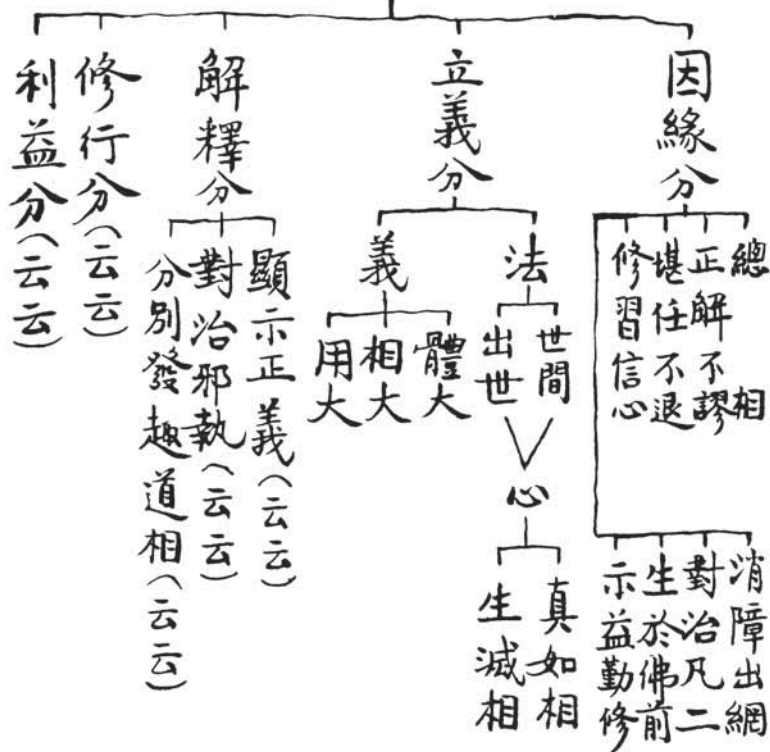 因緣分
總相
正解不謬
堪任不退
修習信心
消障出網
對治凡二
生於佛前
示益勤修
立義分
法
世間
出世
心
真如相
生滅相
義
體大
相大
用大
解釋分
顯示正義(云云)
對治邪執(云云)
分別發趣道相(云云)
修行分(云云)
利益分(云云)